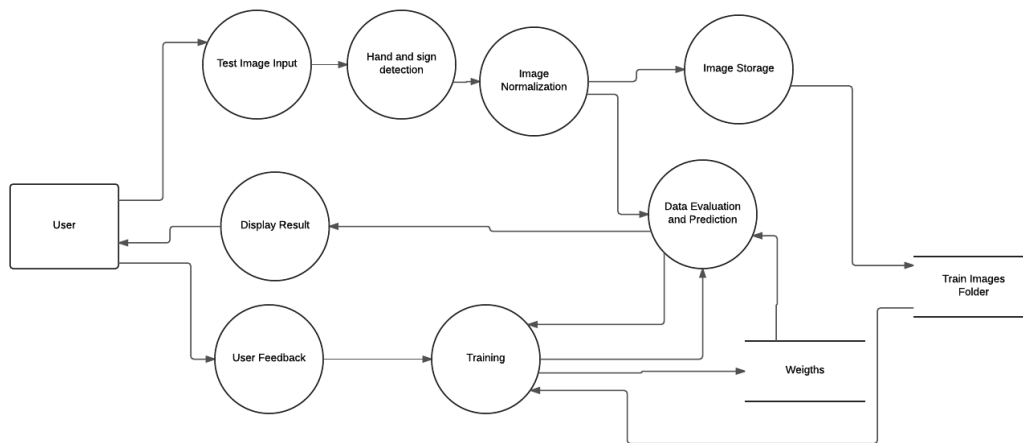 Test Image Input
Hand and sign
detection
Image
Normalization
Image Storage
User
Display Result
Data Evaluation
and Prediction
Train Images
Folder
User Feedback
Training
Weigths